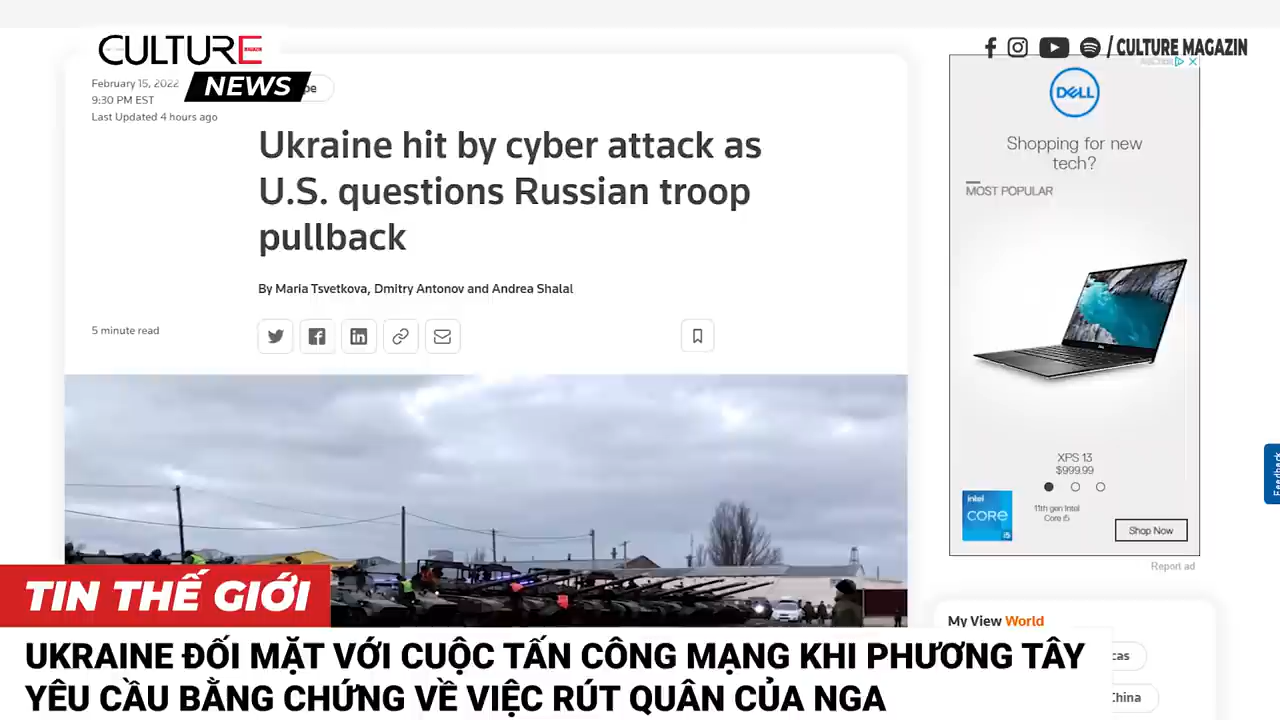 CULTURE
NEWS
/ CULTURE MAGAZIN
February 15, 2022
9:30 PM EST
Last Updated 4 hours ago
Ukraine hit by cyber attack as
U.S. questions Russian troop
pullback
By Maria Tsvetkova, Dmitry Antonov and Andrea Shalal
5 minute read
DELL
Shopping for new
tech?
MOST POPULAR
XPS 13
$999.99
intel
CORE
i5
11th gen Intel
Core i5
Shop Now
Report ad
Feedback
My View World
China
TIN THẾ GIỚI
UKRAINE ĐỐI MẶT VỚI CUỘC TẤN CÔNG MẠNG KHI PHƯƠNG TÂY
YÊU CẦU BẰNG CHỨNG VỀ VIỆC RÚT QUÂN CỦA NGA